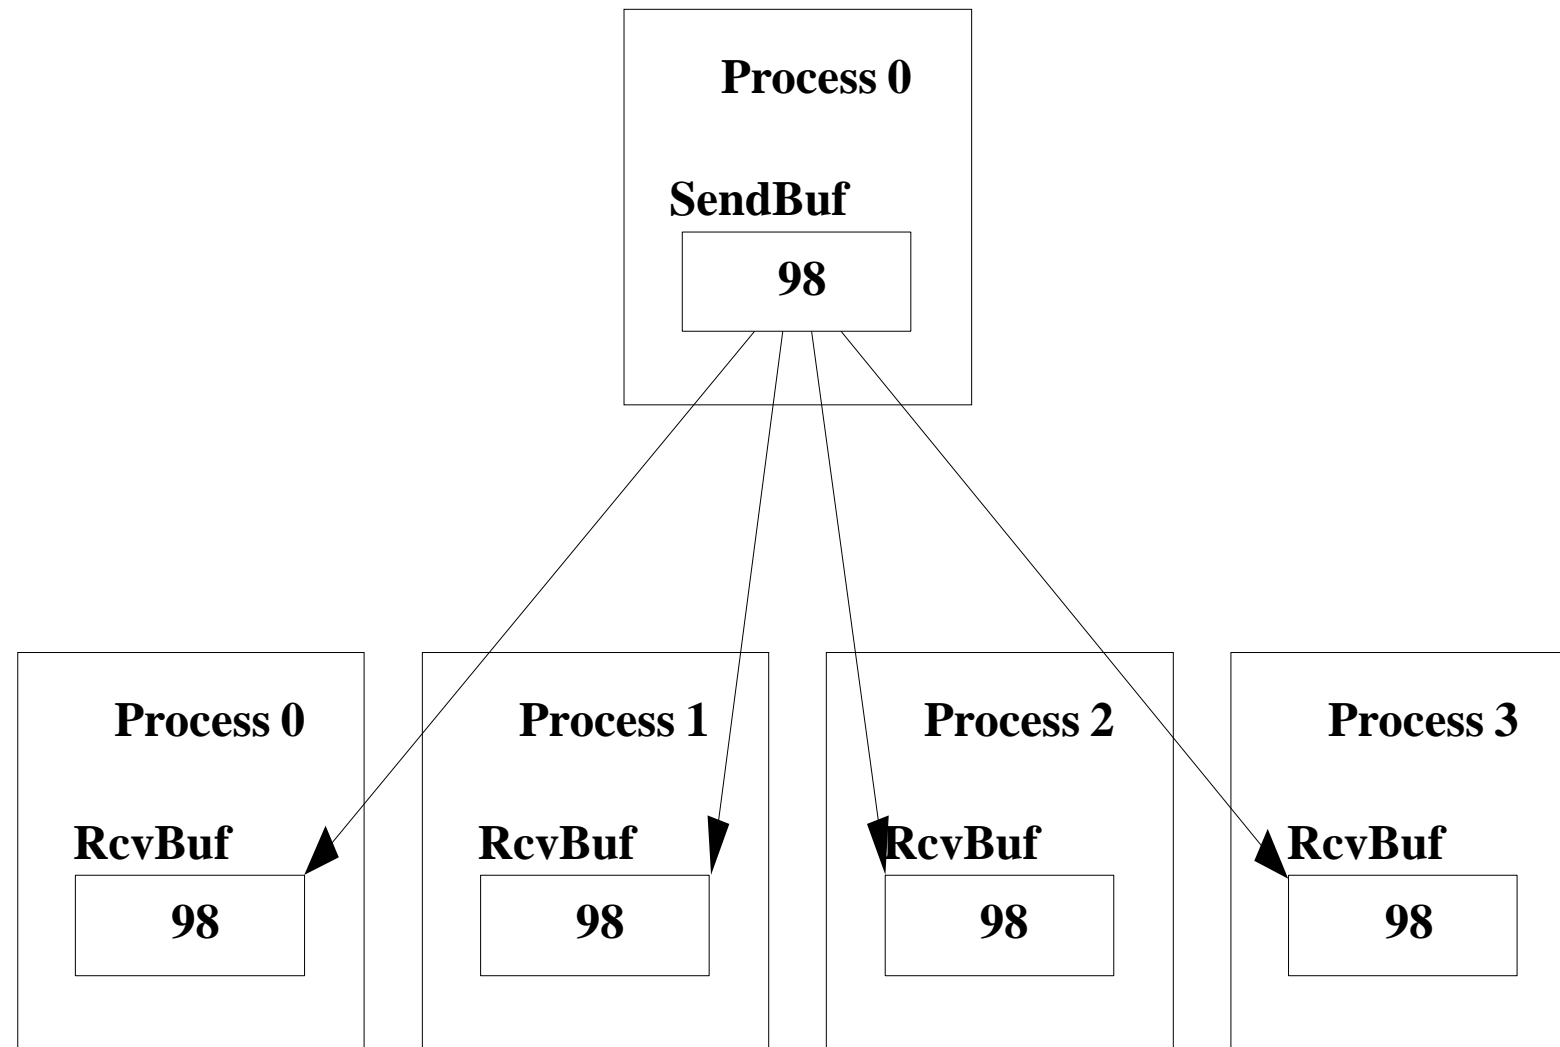 Process 0
SendBuf
98
Process 0
Process 1
Process 2
Process 3
RcvBuf
RcvBuf
RcvBuf
RcvBuf
98
98
98
98